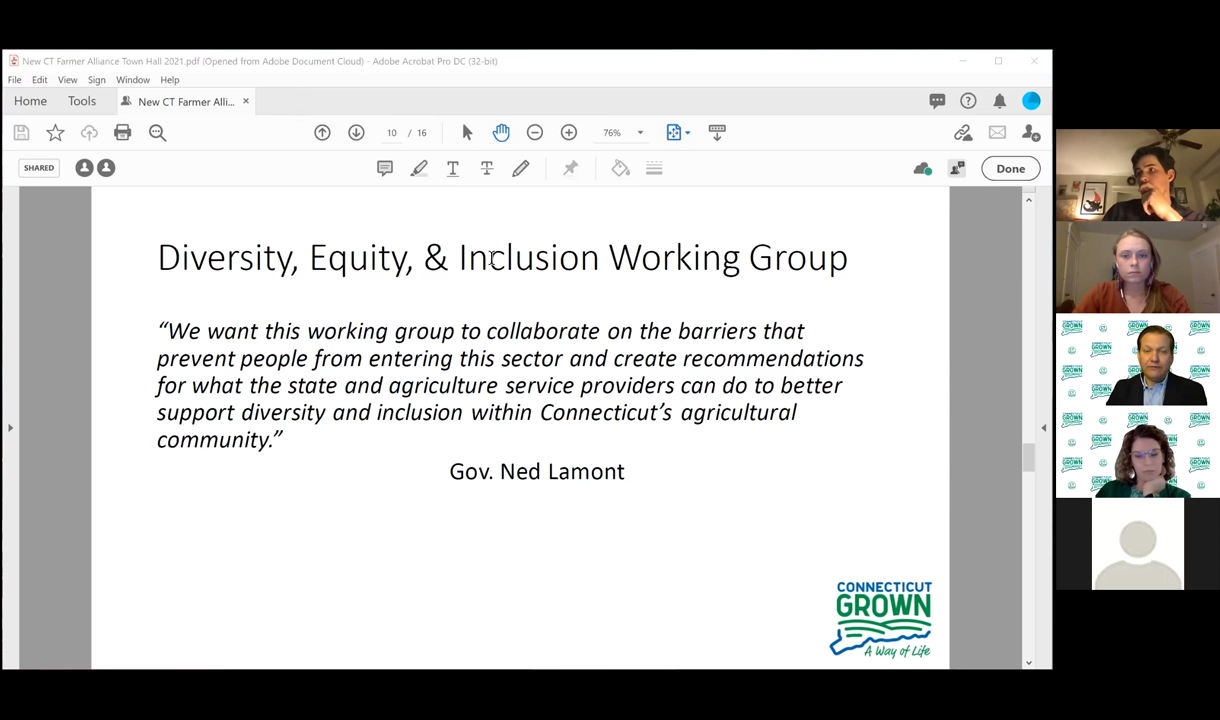 New CT Farmer Alliance Town Hall 2021.pdf (Opened from Adobe Document Cloud) - Adobe Acrobat Pro DC (32-bit)
File Edit View Sign Window Help
Home Tools New CT Farmer Alli... ×
10 / 16 76%
SHARED Done
Diversity, Equity, & Inclusion Working Group
“We want this working group to collaborate on the barriers that
prevent people from entering this sector and create recommendations
for what the state and agriculture service providers can do to better
support diversity and inclusion within Connecticut’s agricultural
community.”
Gov. Ned Lamont
CONNECTICUT
GROWN
A Way of Life